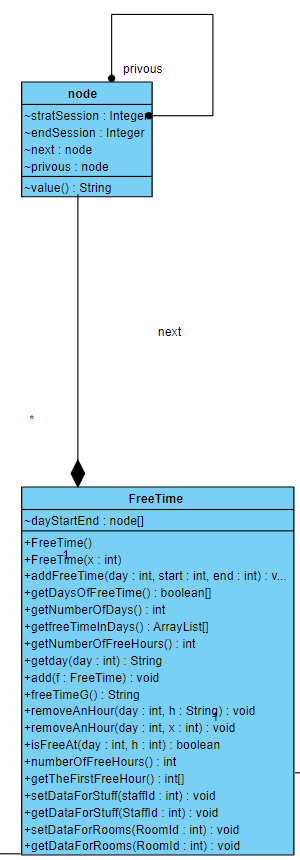 privous
node
~stratSession : Integer
~endSession : Integer
~next : node
~privous : node
~value() : String
next
*
FreeTime
~dayStartEnd : node[]
+FreeTime()
1
+FreeTime(x : int)
+addFreeTime(day : int, start : int, end : int) : v...
+getDaysOfFreeTime() : boolean[]
+getNumberOfDays() : int
+getfreeTimeInDays() : ArrayList[]
+getNumberOfFreeHours() : int
+getday(day : int) : String
+add(f : FreeTime) : void
+freeTimeG() : String
+removeAnHour(day : int, h : String) : void
1
+removeAnHour(day : int, x : int) : void
+isFreeAt(day : int, h : int) : boolean
+numberOfFreeHours() : int
+getTheFirstFreeHour() : int[]
+setDataForStuff(staffId : int) : void
+getDataForStuff(StaffId : int) : void
+setDataForRooms(RoomId : int) : void
+getDataForRooms(RoomId : int) : void